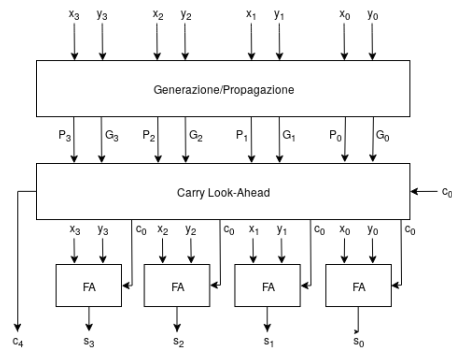 x3 y3 x2 y2 x1 y1 x0 y0
Generazione/Propagazione
P3 G3 P2 G2 P1 G1 P0 G0
Carry Look-Ahead
c0
x3 y3 c0 x2 y2 c0 x1 y1 c0 x0 y0 c0
FA FA FA FA
c4 s3 s2 s1 s0